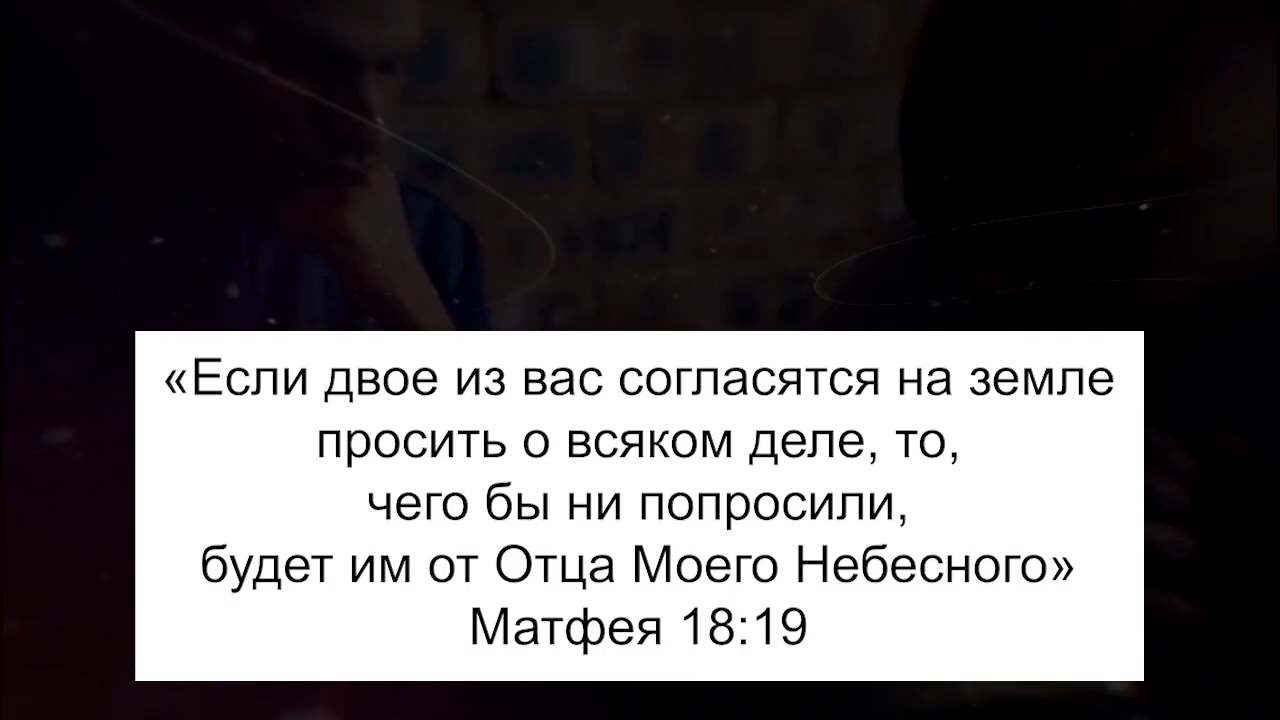 «Если двое из вас согласятся на земле
просить о всяком деле, то,
чего бы ни попросили,
будет им от Отца Моего Небесного»
Матфея 18:19